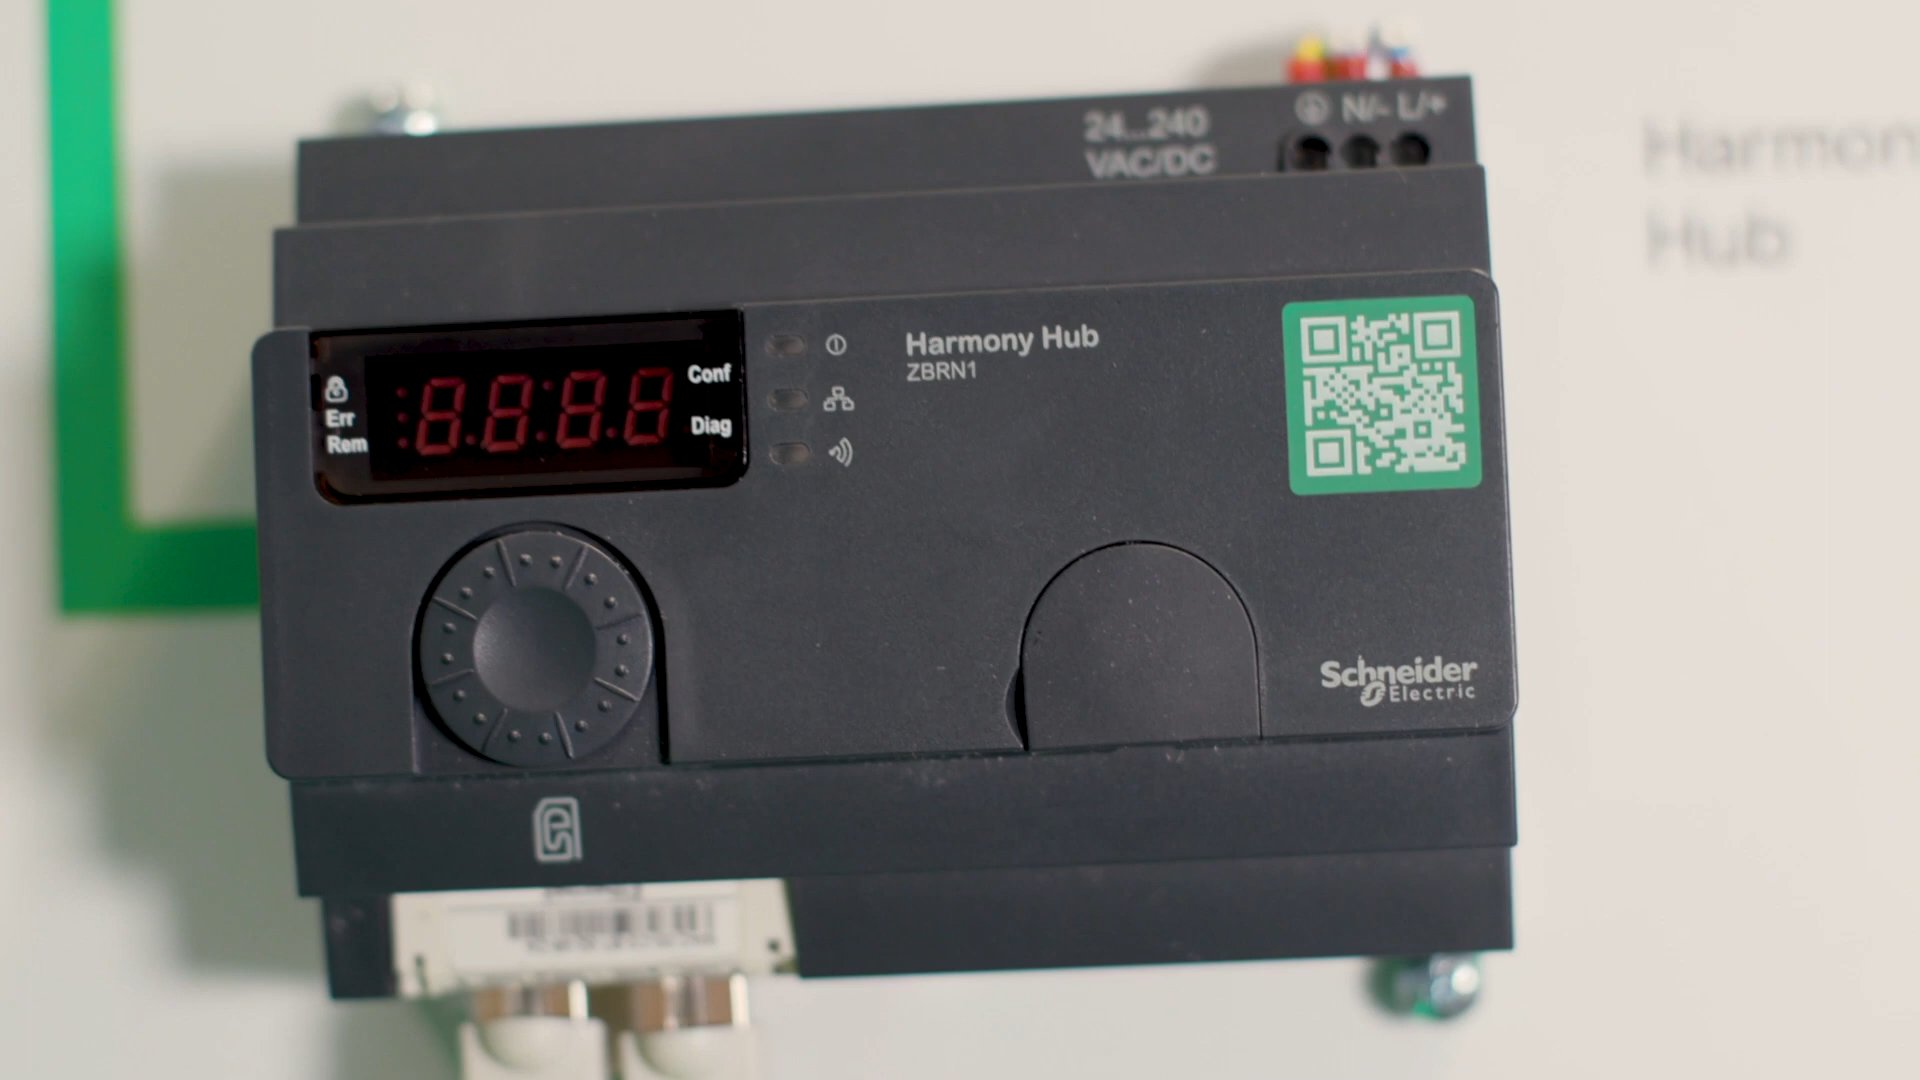 24...240
VAC/DC
N/- L/+
Harmony
Hub
Harmony Hub
ZBRN1
Conf
Err
Diag
Rem
8.8:8.8
Schneider
Electric